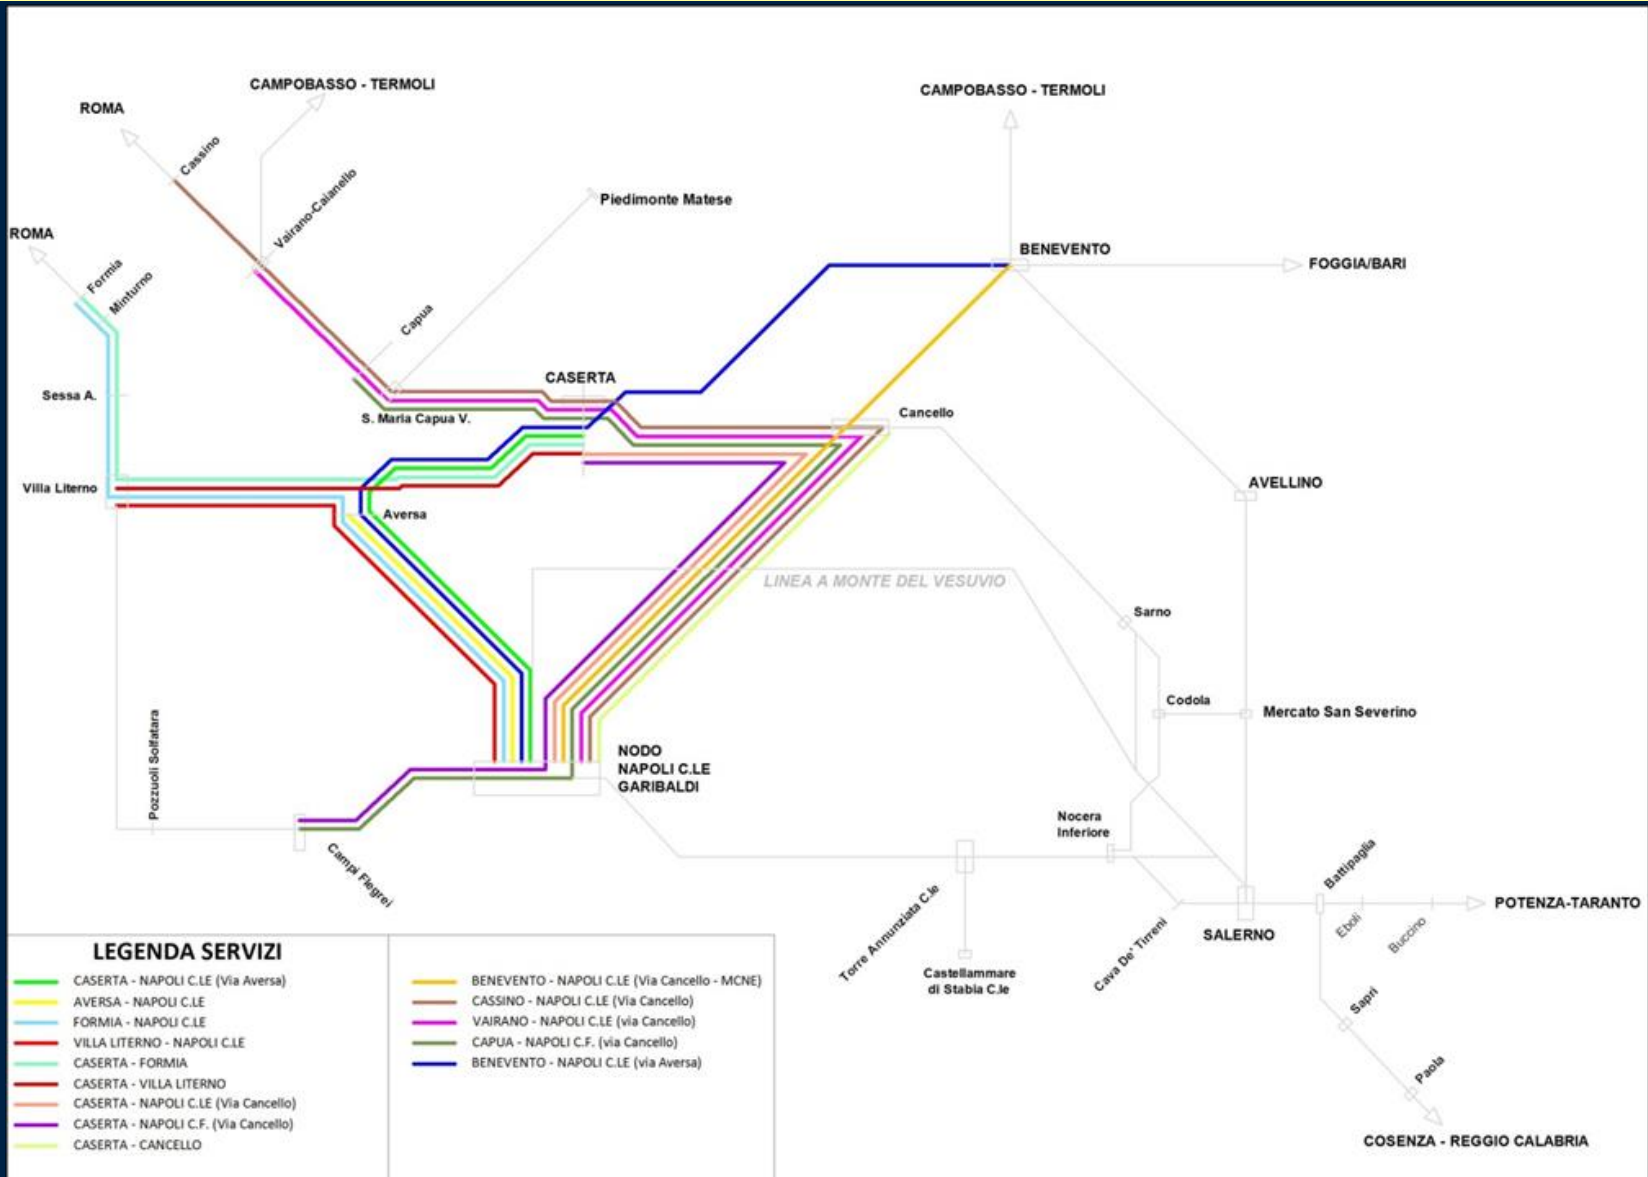 CAMPOBASSO - TERMOLI
CAMPOBASSO - TERMOLI
ROMA
Cassino
Vairano-Caianello
Piedimonte Matese
ROMA
Formia
Minturno
BENEVENTO
FOGGIA/BARI
Capua
CASERTA
Sessa A.
S. Maria Capua V.
Cancello
Villa Literno
Aversa
AVELLINO
LINEA A MONTE DEL VESUVIO
Sarno
Codola
Mercato San Severino
Pozzuoli Solfatara
NODO
NAPOLI C.LE
GARIBALDI
Nocera
Inferiore
Campi Flegrei
Battipaglia
POTENZA-TARANTO
Eboli
Buccino
SALERNO
Torre Annunziata C.le
Cava De' Tirreni
Castellammare
di Stabia C.le
Sapri
Paola
COSENZA - REGGIO CALABRIA
LEGENDA SERVIZI
CASERTA - NAPOLI C.LE (Via Aversa)
AVERSA - NAPOLI C.LE
FORMIA - NAPOLI C.LE
VILLA LITERNO - NAPOLI C.LE
CASERTA - FORMIA
CASERTA - VILLA LITERNO
CASERTA - NAPOLI C.LE (Via Cancello)
CASERTA - NAPOLI C.F. (Via Cancello)
CASERTA - CANCELLO
BENEVENTO - NAPOLI C.LE (Via Cancello - MCNE)
CASSINO - NAPOLI C.LE (Via Cancello)
VAIRANO - NAPOLI C.LE (via Cancello)
CAPUA - NAPOLI C.F. (via Cancello)
BENEVENTO - NAPOLI C.LE (via Aversa)